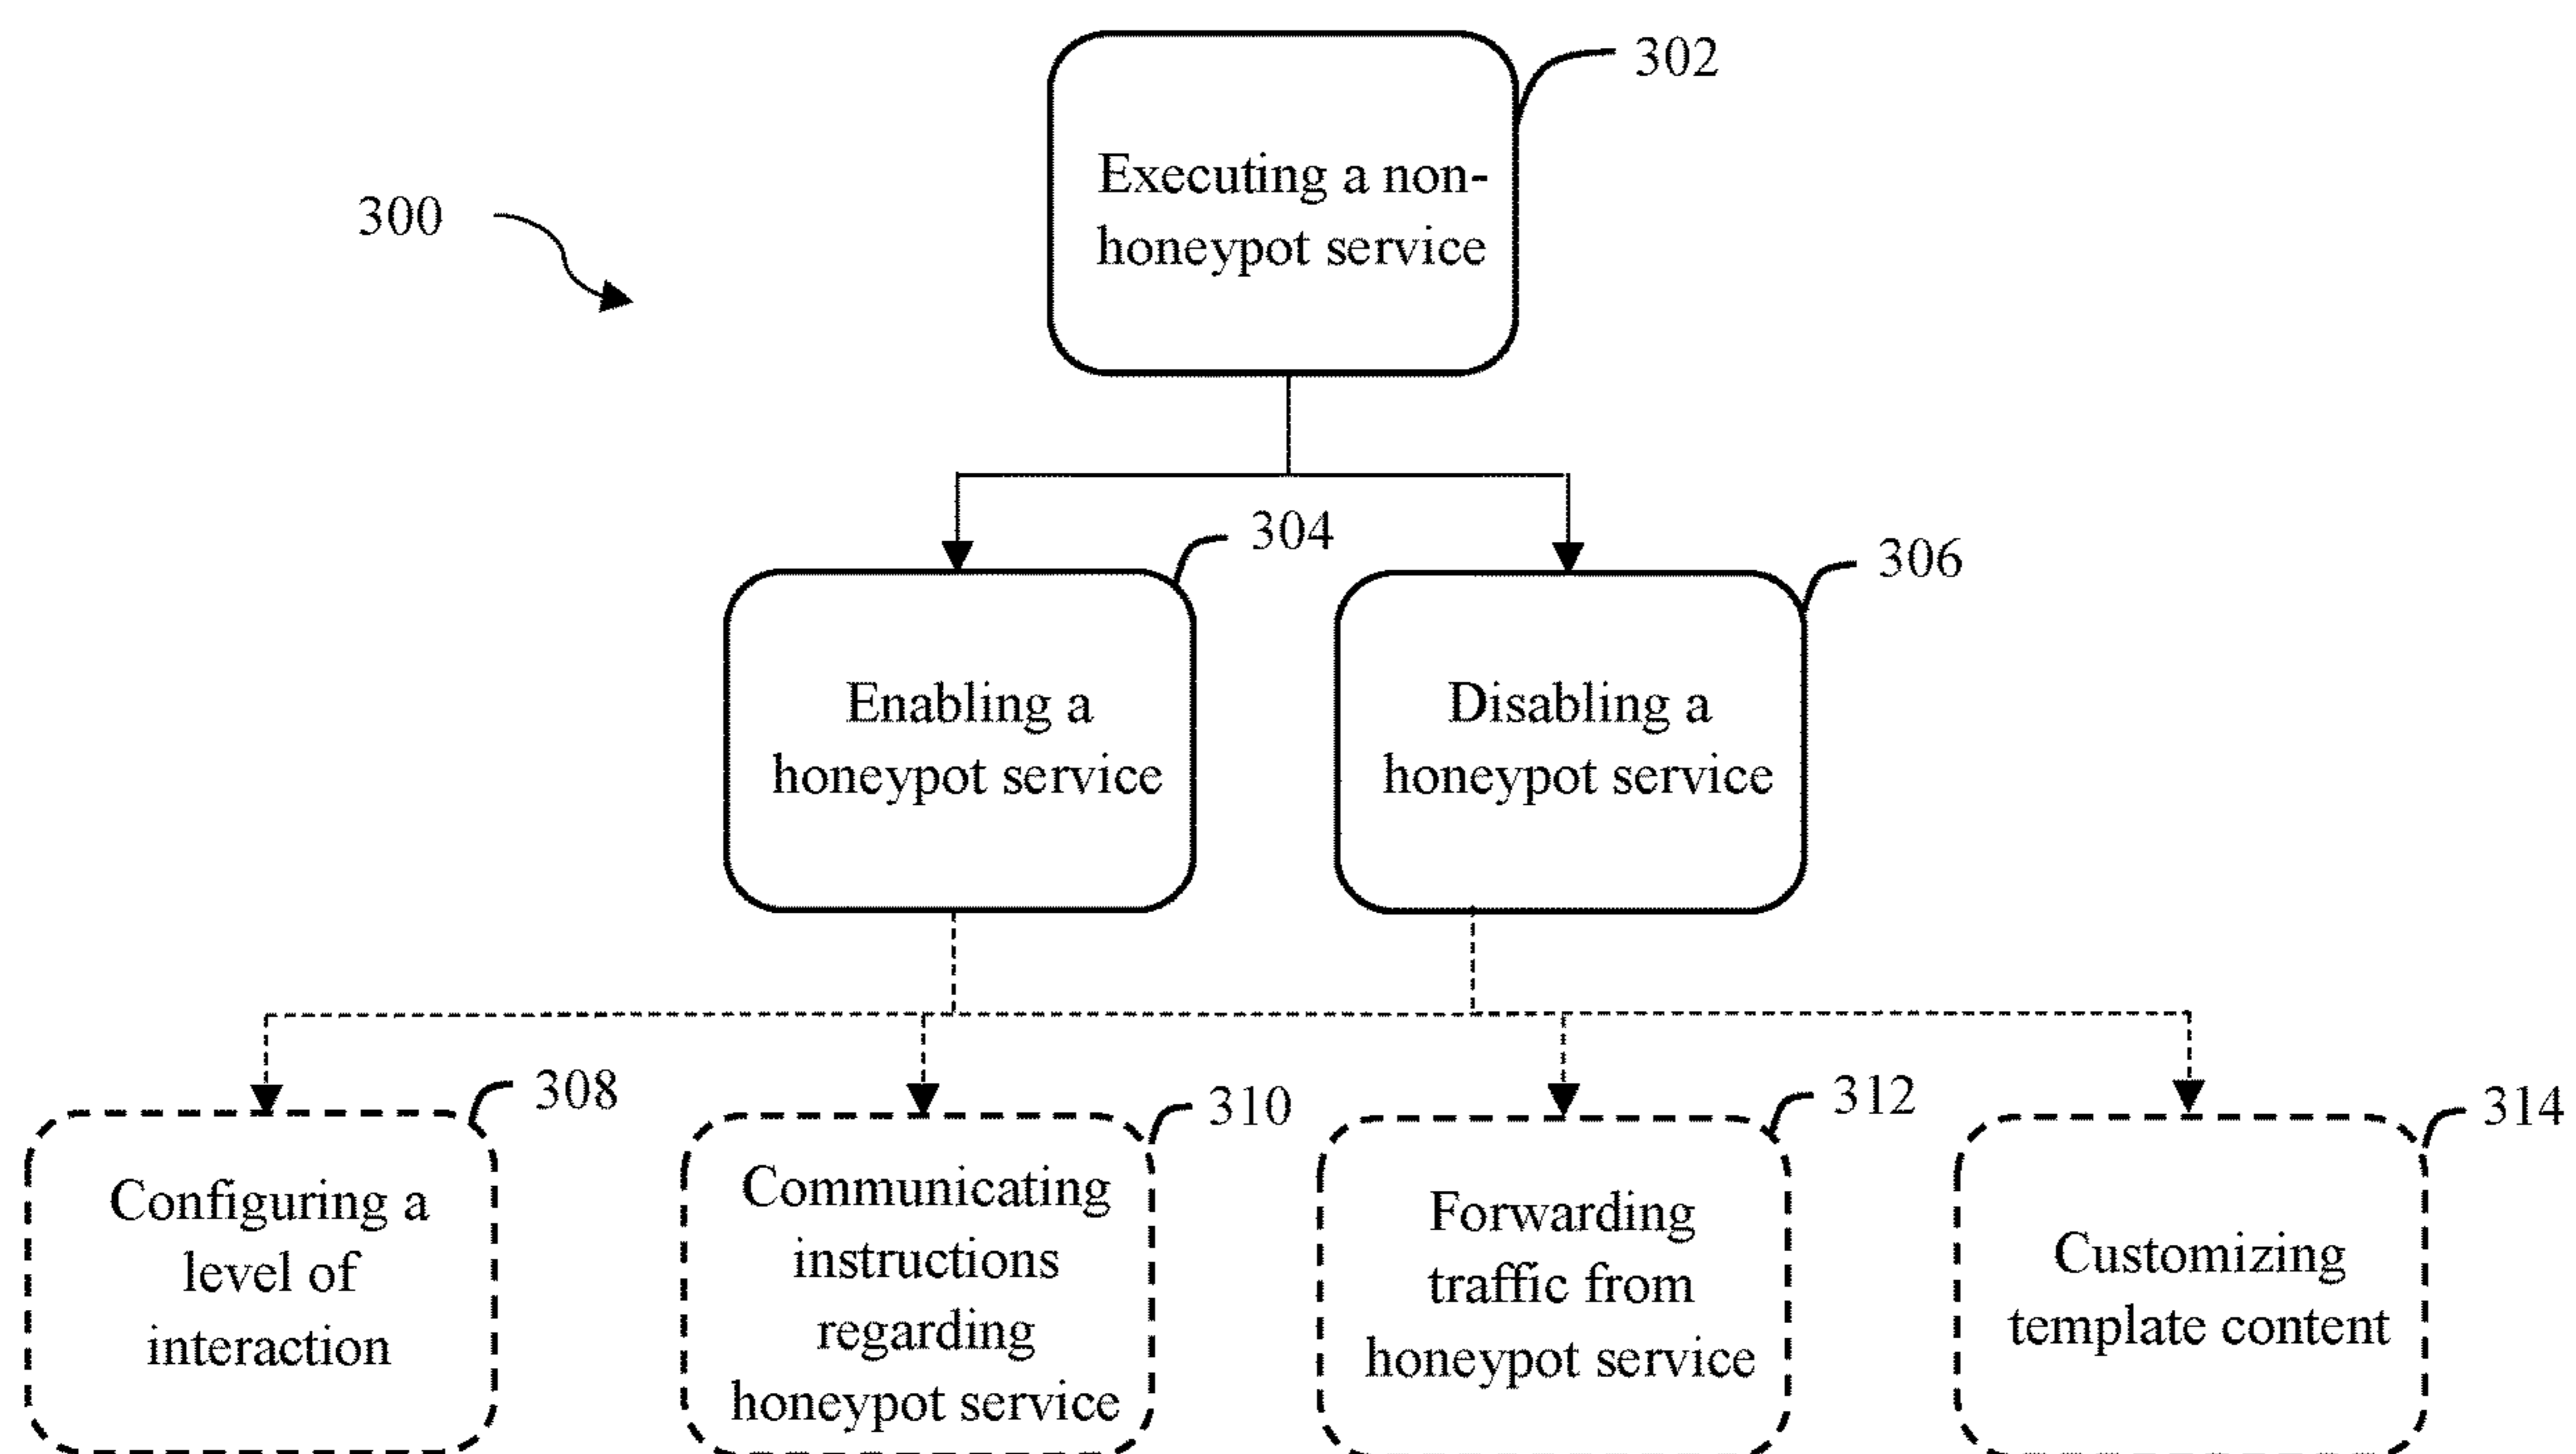 302
Executing a non-
honeypot service
300
304
306
Enabling a
honeypot service
Disabling a
honeypot service
308
310
312
314
Configuring a
level of
interaction
Communicating
instructions
regarding
honeypot service
Forwarding
traffic from
honeypot service
Customizing
template content